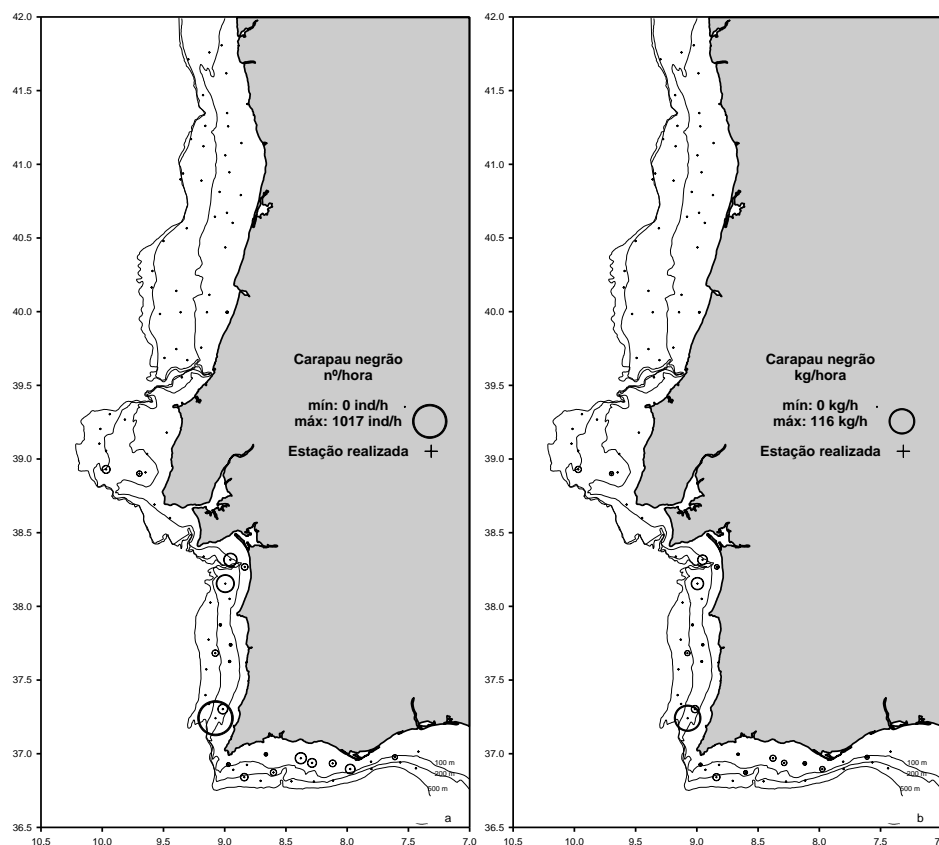 42.0
41.5
41.0
40.5
40.0
39.5
39.0
38.5
38.0
37.5
37.0
36.5
10.5 10.0 9.5 9.0 8.5 8.0 7.5 7.0
Carapau negrão
nº/hora
mín: 0 ind/h
máx: 1017 ind/h
Estação realizada
100 m
200 m
500 m
a
42.0
41.5
41.0
40.5
40.0
39.5
39.0
38.5
38.0
37.5
37.0
36.5
10.5 10.0 9.5 9.0 8.5 8.0 7.5 7.0
Carapau negrão
kg/hora
mín: 0 kg/h
máx: 116 kg/h
Estação realizada
100 m
200 m
500 m
b